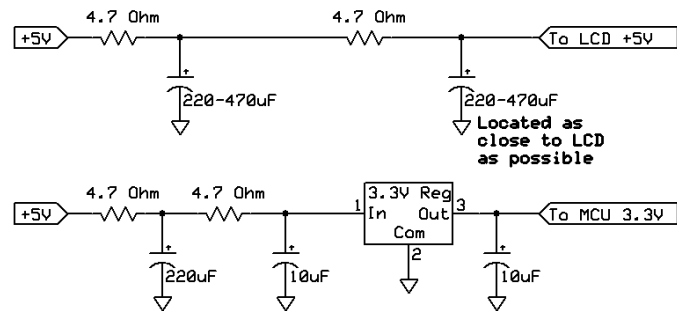 4.7 Ohm 4.7 Ohm
+5V To LCD +5V
220-470uF 220-470uF
Located as
close to LCD
as possible
4.7 Ohm 4.7 Ohm 3.3V Reg
+5V 1 In Out 3 To MCU 3.3V
Com
2
220uF 10uF 10uF